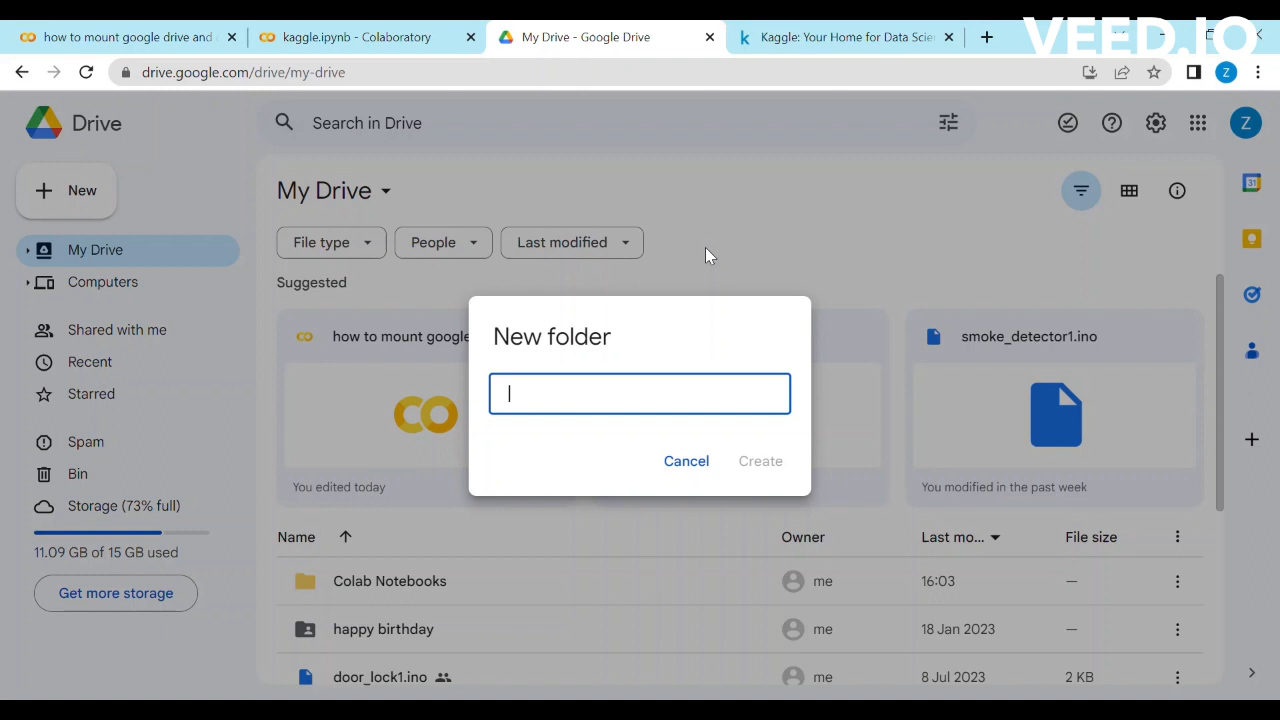 how to mount google drive and
kaggle.ipynb - Colaboratory
My Drive - Google Drive
Kaggle: Your Home for Data Scien
VEED.IO
drive.google.com/drive/my-drive
Z
Drive
Search in Drive
Z
New
My Drive
31
File type
People
Last modified
My Drive
Computers
Suggested
Shared with me
how to mount google
New folder
smoke_detector1.ino
Recent
Starred
Spam
Cancel
Create
Bin
You edited today
You modified in the past week
Storage (73% full)
Name
Owner
Last mo...
File size
11.09 GB of 15 GB used
Colab Notebooks
me
16:03
—
Get more storage
happy birthday
me
18 Jan 2023
—
door_lock1.ino
me
8 Jul 2023
2 KB